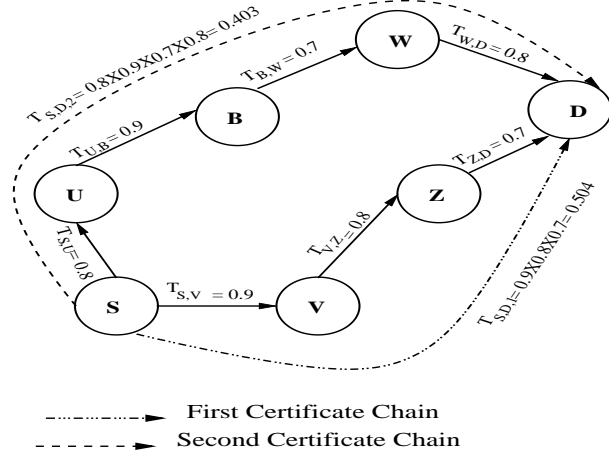 W
T W,D = 0.8
T B,W = 0.7
T S,D,2 = 0.8X0.9X0.7X0.8= 0.403
B
D
T U,B = 0.9
T Z,D = 0.7
U
Z
T V,Z = 0.8
T S,U = 0.8
T S,V = 0.9
S
V
T S,D,1 = 0.9X0.8X0.7= 0.504
First Certificate Chain
Second Certificate Chain